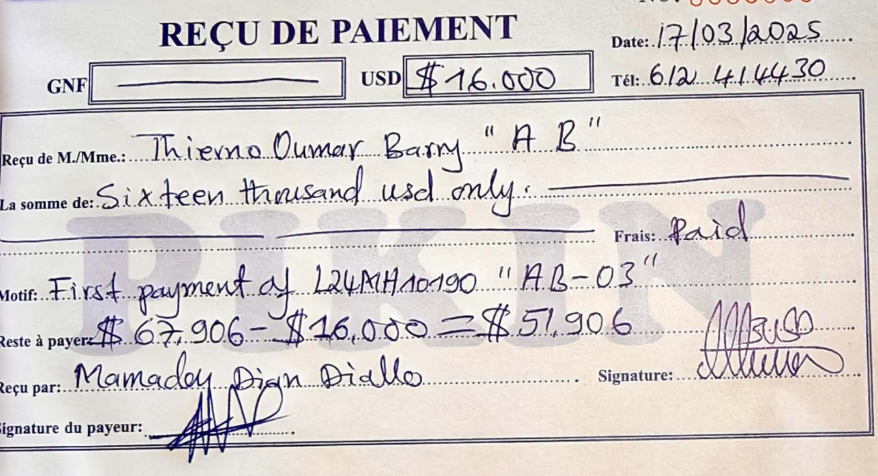 REÇU DE PAIEMENT
Date: 17/03/2025
GNF USD $16.000 Tél: 612 414430
Reçu de M./Mme.: Thierno Oumar Barry "A B"
La somme de: Sixteen thousand usd only.
Frais: Paid
Motif: First payment of L24MH10190 "AB-03"
Reste à payer: $67,906-$16,000=$51,906
Reçu par: Mamadou Dian Diallo
Signature:
Signature du payeur:
PIKIN